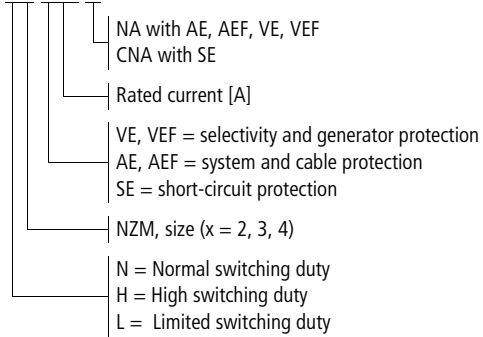 NA with AE, AEF, VE, VEF
CNA with SE
Rated current [A]
VE, VEF = selectivity and generator protection
AE, AEF = system and cable protection
SE = short-circuit protection
NZM, size (x = 2, 3, 4)
N = Normal switching duty
H = High switching duty
L = Limited switching duty